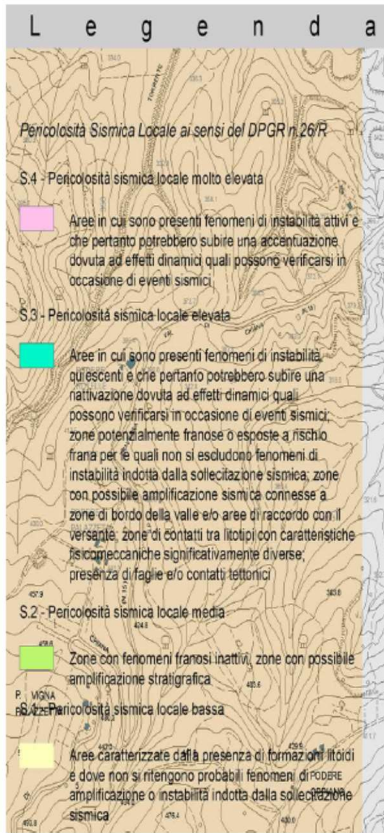 L e g e n d a
Pericolosità Sismica Locale ai sensi del DPGR n.26/R
S.4 - Pericolosità sismica locale molto elevata
Aree in cui sono presenti fenomeni di instabilità attivi e
che pertanto potrebbero subire una accentuazione
dovuta ad effetti dinamici quali possono verificarsi in
occasione di eventi sismici
S.3 - Pericolosità sismica locale elevata
Aree in cui sono presenti fenomeni di instabilità
quiescenti e che pertanto potrebbero subire una
riattivazione dovuta ad effetti dinamici quali
possono verificarsi in occasione di eventi sismici;
zone potenzialmente franose o esposte a rischio
frana per le quali non si escludono fenomeni di
instabilità indotta dalla sollecitazione sismica; zone
con possibile amplificazione sismica connesse a
zone di bordo della valle e/o aree di raccordo con il
versante; zone di contatti tra litotipi con caratteristiche
fisicomeccaniche significativamente diverse;
presenza di faglie e/o contatti tettonici
S.2 - Pericolosità sismica locale media
Zone con fenomeni franosi inattivi, zone con possibile
amplificazione stratigrafica
P. VIGNA
S.1 - Pericolosità sismica locale bassa
Aree caratterizzate dalla presenza di formazioni litoidi
e dove non si ritengono probabili fenomeni di
PODERE
amplificazione o instabilità indotta dalla sollecitazione
sismica